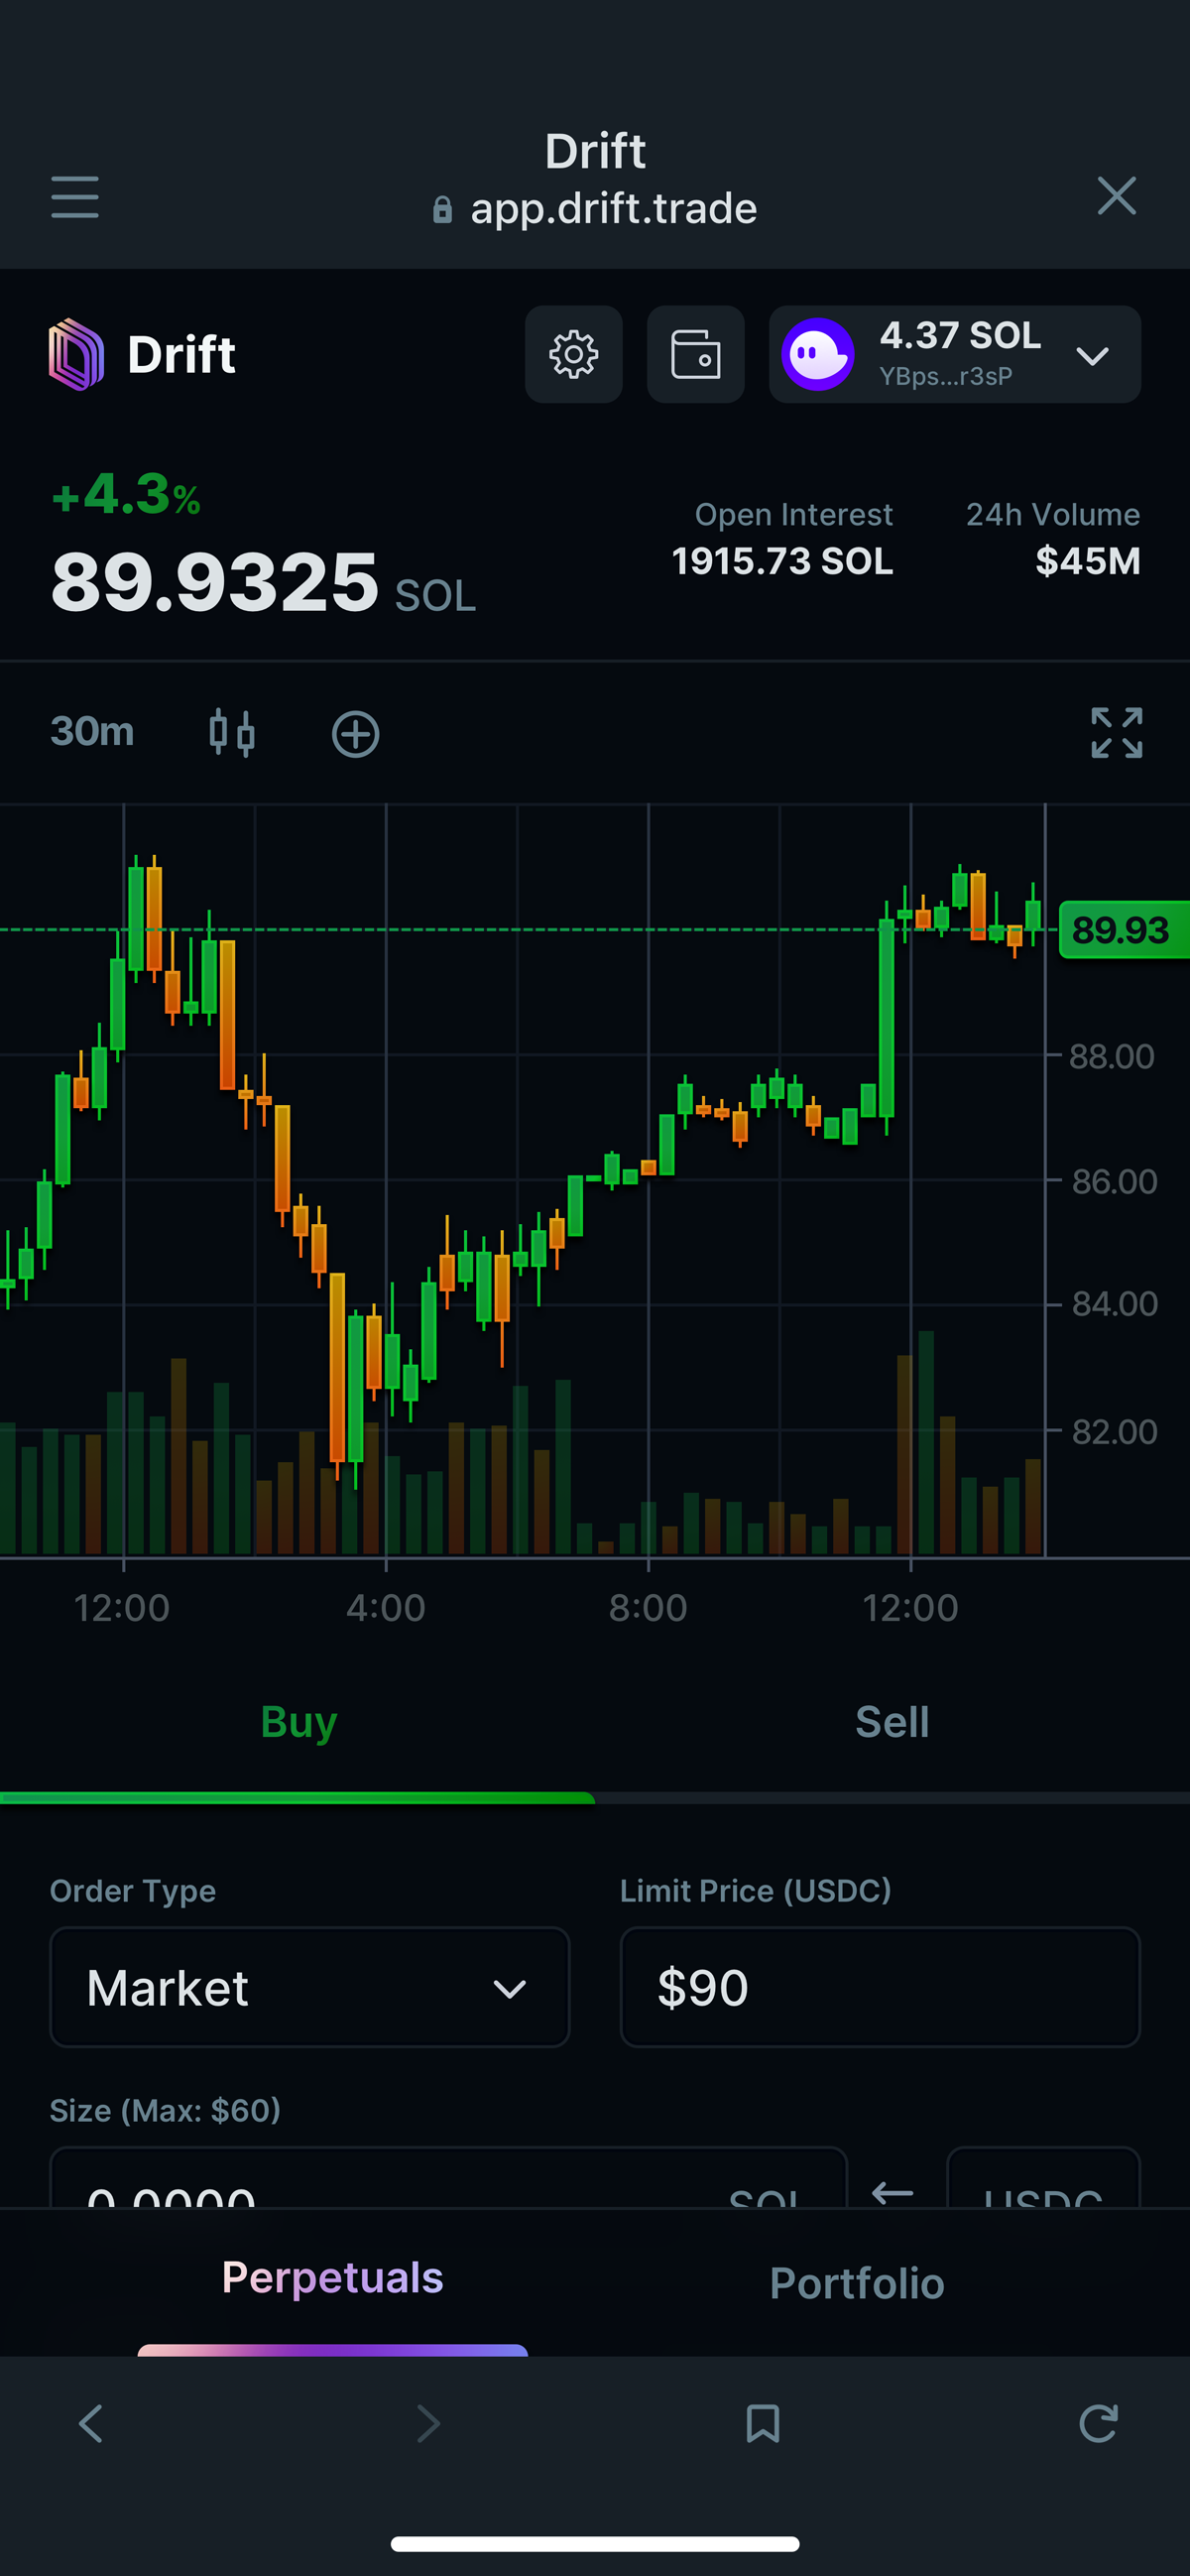 Drift
app.drift.trade
Drift
4.37 SOL
YBps...r3sP
+4.3%
89.9325 SOL
Open Interest
1915.73 SOL
24h Volume
$45M
30m
89.93
88.00
86.00
84.00
82.00
12:00 4:00 8:00 12:00
Buy Sell
Order Type
Market
Limit Price (USDC)
$90
Size (Max: $60)
0.0000 SOL USDC
Perpetuals Portfolio